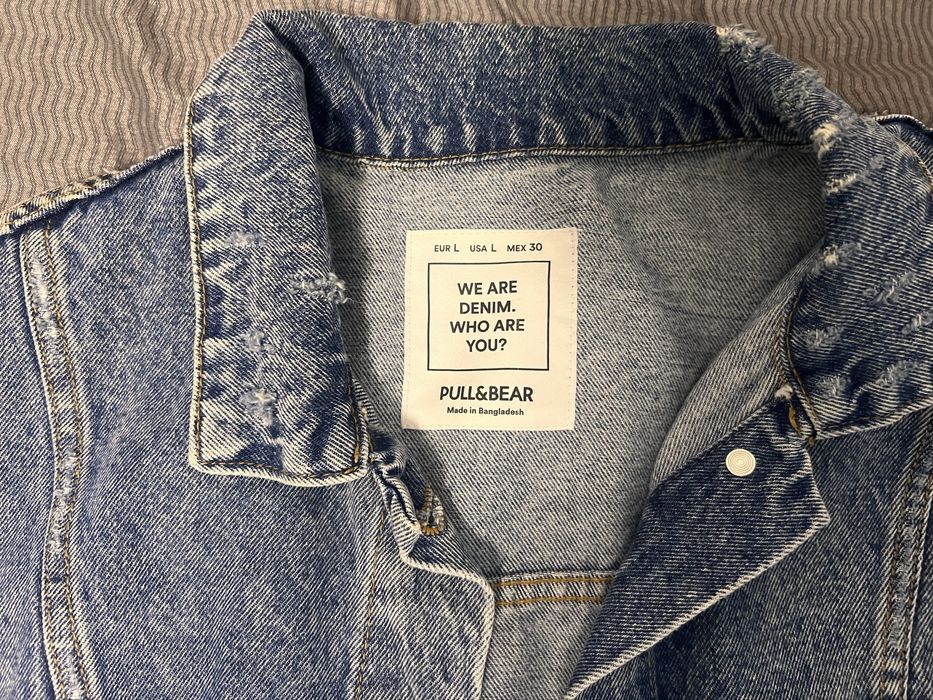 EUR L USA L MEX 30
WE ARE
DENIM.
WHO ARE
YOU?
PULL&BEAR
Made in Bangladesh